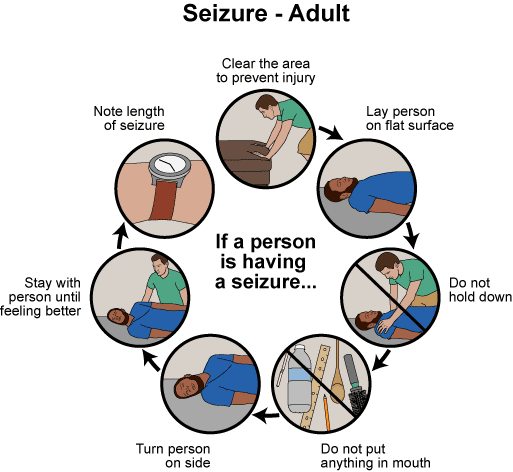 Seizure - Adult
Clear the area
to prevent injury
Lay person
on flat surface
Do not
hold down
Do not put
anything in mouth
Turn person
on side
Stay with
person until
feeling better
Note length
of seizure
If a person
is having
a seizure...